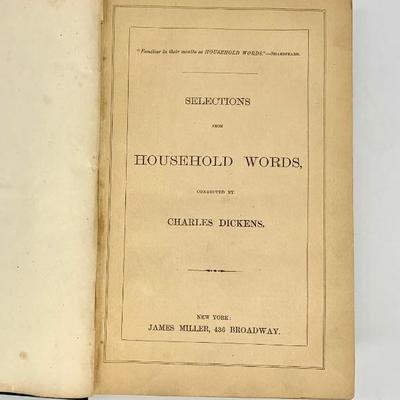 "Familiar in their mouths as HOUSEHOLD WORDS."—SHAKSPEARE.
SELECTIONS
FROM
HOUSEHOLD WORDS,
CONDUCTED BY
CHARLES DICKENS.
NEW YORK:
JAMES MILLER, 436 BROADWAY.